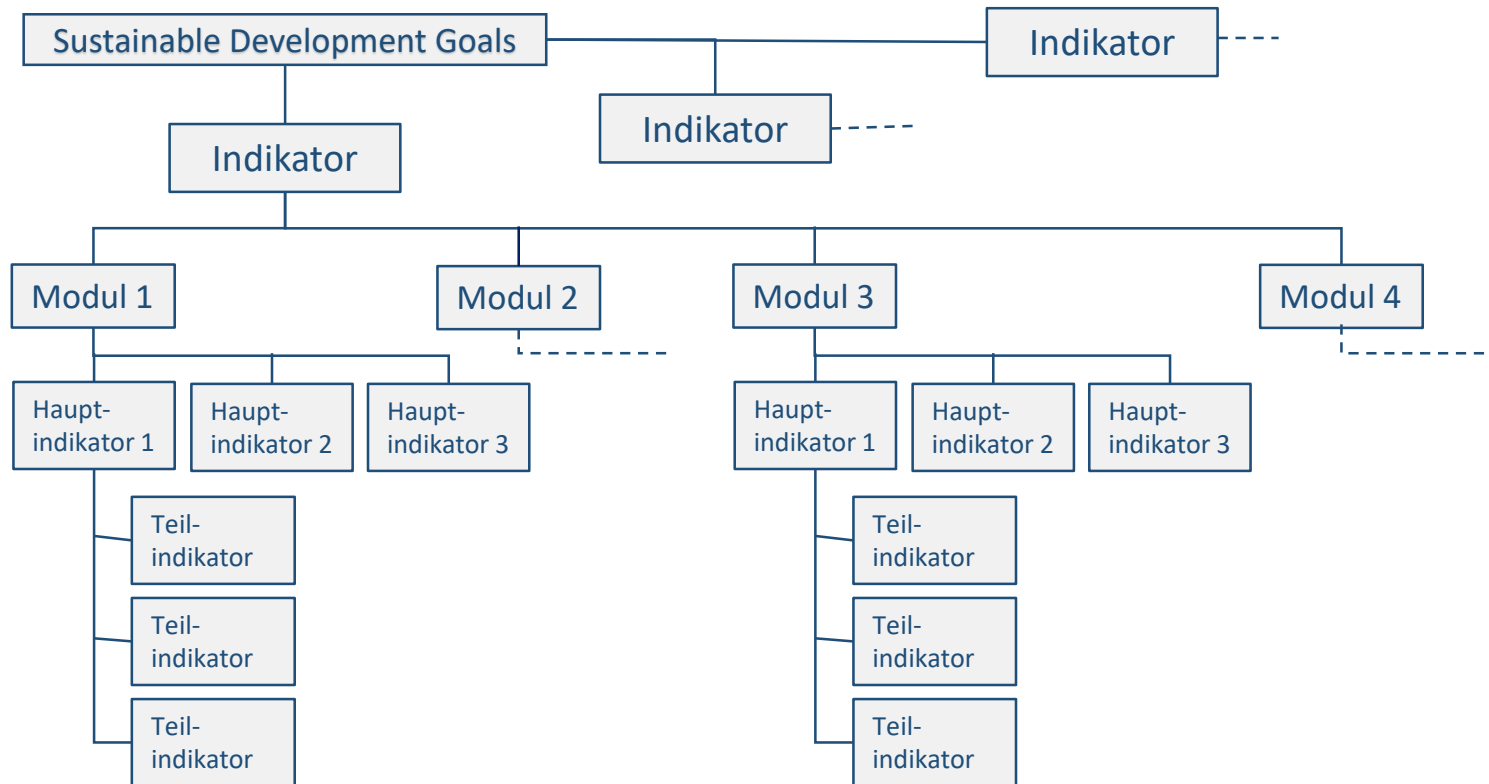 Sustainable Development Goals
Indikator
Indikator
Indikator
Modul 1
Modul 2
Modul 3
Modul 4
Haupt-
indikator 1
Haupt-
indikator 2
Haupt-
indikator 3
Haupt-
indikator 1
Haupt-
indikator 2
Haupt-
indikator 3
Teil-
indikator
Teil-
indikator
Teil-
indikator
Teil-
indikator
Teil-
indikator
Teil-
indikator